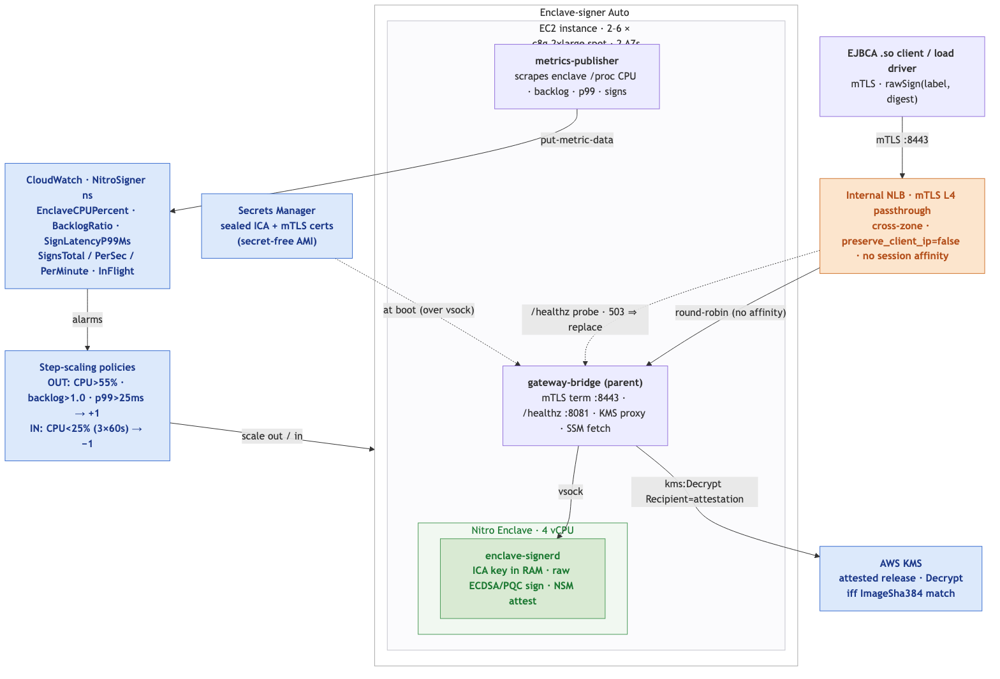 Enclave-signer Auto
EC2 instance · 2–6 ×
c8g.2xlarge spot · 2 AZs
metrics-publisher
scrapes enclave /proc CPU
· backlog · p99 · signs
EJBCA .so client / load
driver
mTLS · rawSign(label,
digest)
put-metric-data
mTLS :8443
CloudWatch · NitroSigner
ns
EnclaveCPUPercent ·
BacklogRatio ·
SignLatencyP99Ms
SignsTotal / PerSec /
PerMinute · InFlight
Secrets Manager
sealed ICA + mTLS certs
(secret-free AMI)
Internal NLB · mTLS L4
passthrough
cross-zone ·
preserve_client_ip=false
· no session affinity
alarms
at boot (over vsock)
/healthz probe · 503 ⇒
replace
round-robin (no affinity)
Step-scaling policies
OUT: CPU>55% ·
backlog>1.0 · p99>25ms
→ +1
IN: CPU<25% (3×60s) →
−1
scale out / in
gateway-bridge (parent)
mTLS term :8443 ·
/healthz :8081 · KMS proxy
· SSM fetch
vsock
kms:Decrypt
Recipient=attestation
Nitro Enclave · 4 vCPU
enclave-signerd
ICA key in RAM · raw
ECDSA/PQC sign · NSM
attest
AWS KMS
attested release · Decrypt
iff ImageSha384 match